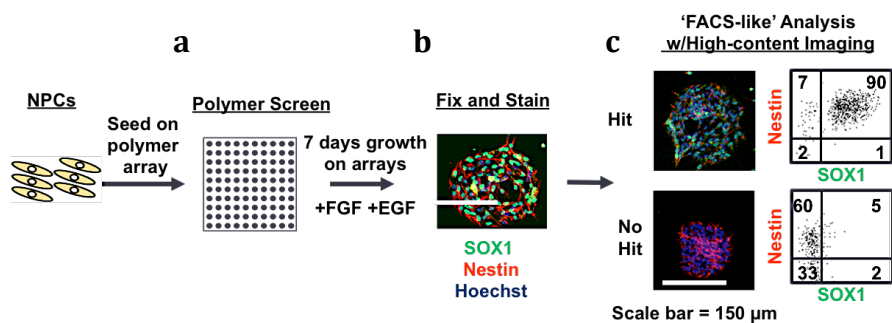 a
b
c
'FACS-like' Analysis
w/High-content Imaging
NPCs
Seed on
polymer
array
Polymer Screen
7 days growth
on arrays
+FGF +EGF
Fix and Stain
SOX1
Nestin
Hoechst
Hit
Nestin
7
90
2
1
SOX1
No
Hit
Nestin
60
5
33
2
SOX1
Scale bar = 150 µm